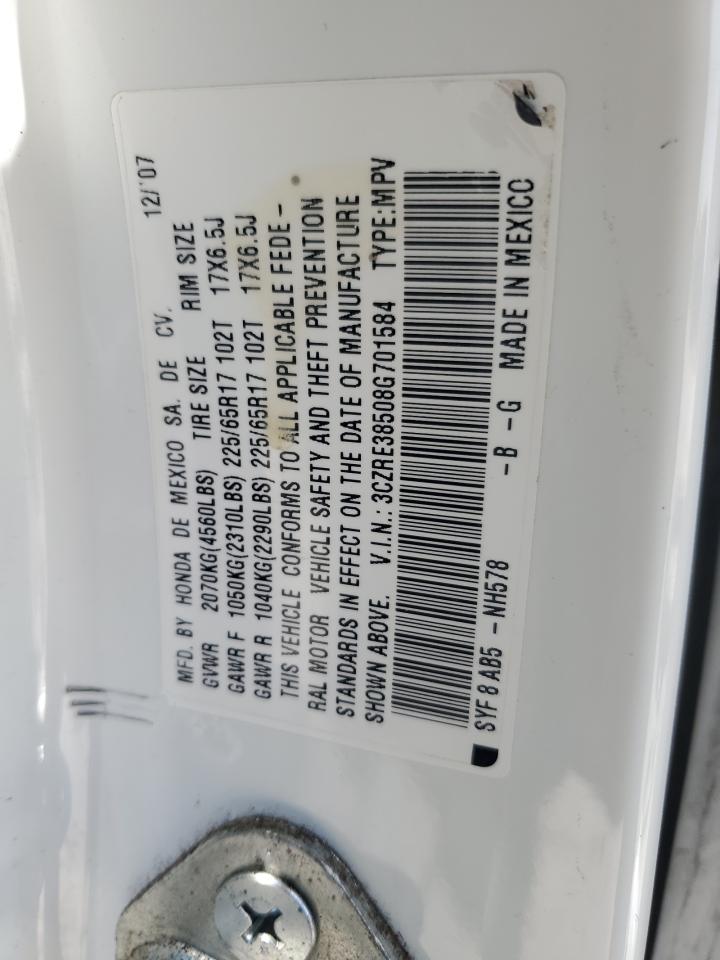 MFD. BY HONDA DE MEXICO SA. DE CV. 12/'07
GVWR 2070KG(4560LBS) TIRE SIZE RIM SIZE
GAWR F 1050KG(2310LBS) 225/65R17 102T 17X6.5J
GAWR R 1040KG(2290LBS) 225/65R17 102T 17X6.5J
THIS VEHICLE CONFORMS TO ALL APPLICABLE FEDE-
RAL MOTOR VEHICLE SAFETY AND THEFT PREVENTION
STANDARDS IN EFFECT ON THE DATE OF MANUFACTURE
SHOWN ABOVE. V.I.N.: 3CZRE38508G701584 TYPE:MPV
SYF8AB5 -NH578 -B -G MADE IN MEXICO